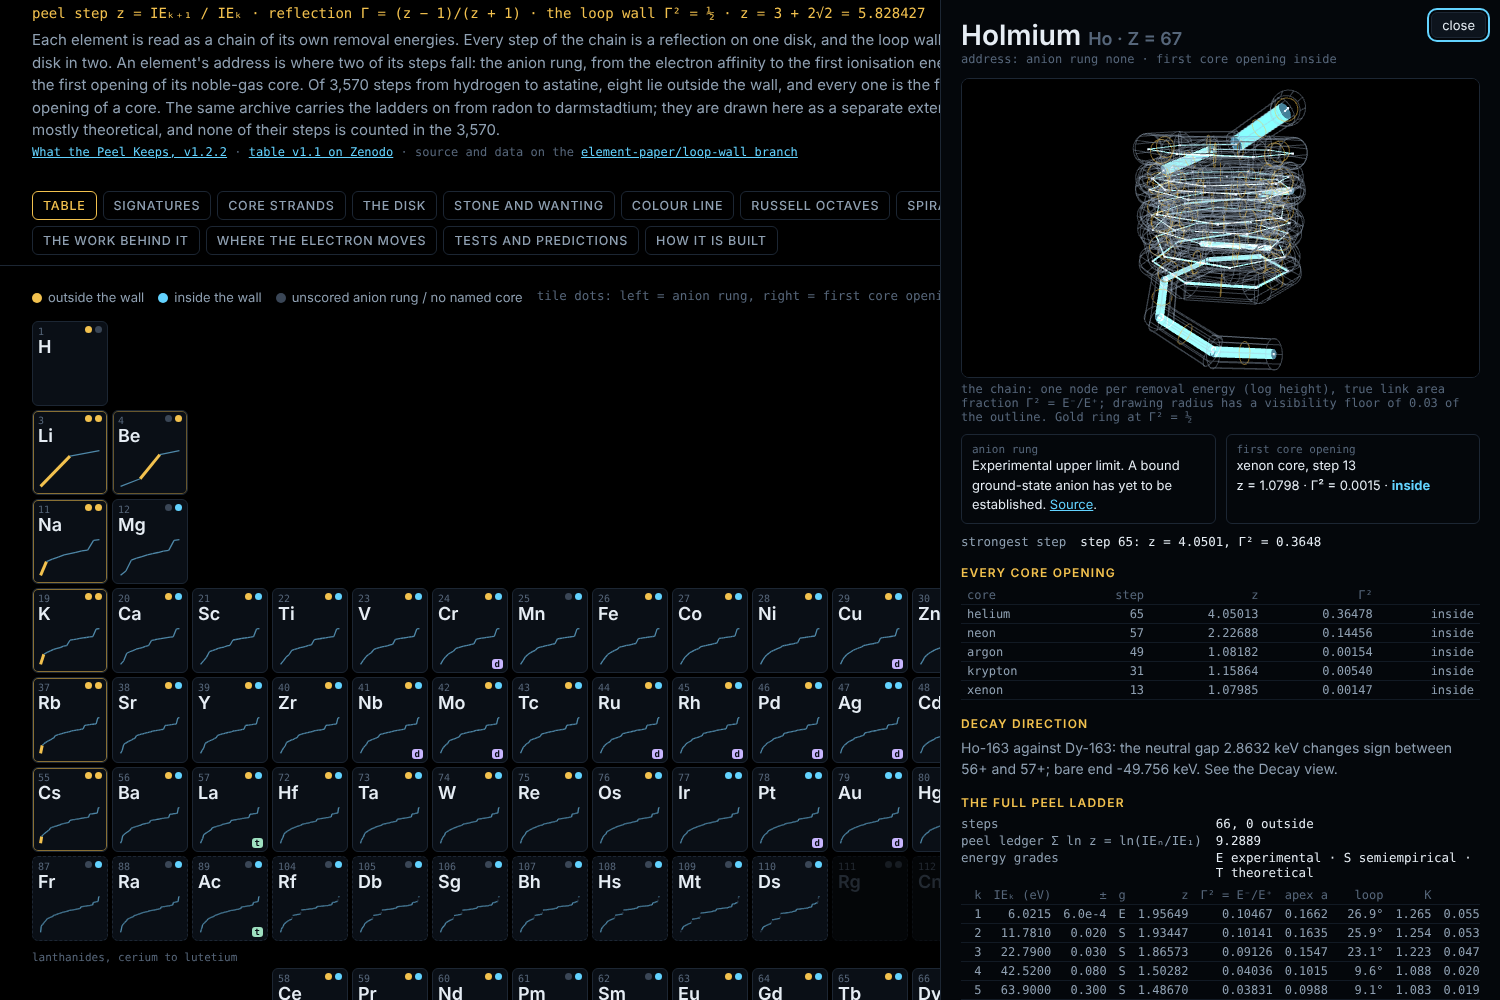 peel step z = IEₖ₊₁ / IEₖ · reflection Γ = (z − 1)/(z + 1) · the loop wall Γ² = ½ · z = 3 + 2√2 = 5.828427
Each element is read as a chain of its own removal energies. Every step of the chain is a reflection on one disk, and the loop wall
disk in two. An element's address is where two of its steps fall: the anion rung, from the electron affinity to the first ionisation
the first opening of its noble-gas core. Of 3,570 steps from hydrogen to astatine, eight lie outside the wall, and every one is the
opening of a core. The same archive carries the ladders on from radon to darmstadtium; they are drawn here as a separate
mostly theoretical, and none of their steps is counted in the 3,570.
What the Peel Keeps, v1.2.2 · table v1.1 on Zenodo · source and data on the element-paper/loop-wall branch
TABLE SIGNATURES CORE STRANDS THE DISK STONE AND WANTING COLOUR LINE RUSSELL OCTAVES
THE WORK BEHIND IT WHERE THE ELECTRON MOVES TESTS AND PREDICTIONS HOW IT IS BUILT
outside the wall inside the wall unscored anion rung / no named core tile dots: left = anion rung, right = first core
1
H
3 4
Li Be
11 12
Na Mg
19 20 21 22 23 24 25 26 27 28 29 30
K Ca Sc Ti V Cr Mn Fe Co Ni Cu Zn
d d
37 38 39 40 41 42 43 44 45 46 47 48
Rb Sr Y Zr Nb Mo Tc Ru Rh Pd Ag Cd
d d d d d d
55 56 57 72 73 74 75 76 77 78 79 80
Cs Ba La Hf Ta W Re Os Ir Pt Au Hg
t d d
87 88 89 104 105 106 107 108 109 110 111 112
Fr Ra Ac Rf Db Sg Bh Hs Mt Ds Rg Cn
t
lanthanides, cerium to lutetium
58 59 60 61 62 63 64 65 66
Ce Pr Nd Pm Sm Eu Gd Tb Dy
close
Holmium Ho · Z = 67
address: anion rung none · first core opening inside
the chain: one node per removal energy (log height), true link area
fraction Γ² = E⁻/E⁺; drawing radius has a visibility floor of 0.03 of
the outline. Gold ring at Γ² = ½
anion rung
Experimental upper limit. A bound
ground-state anion has yet to be
established. Source.
first core opening
xenon core, step 13
z = 1.0798 · Γ² = 0.0015 · inside
strongest step step 65: z = 4.0501, Γ² = 0.3648
EVERY CORE OPENING
core step z Γ²
helium 65 4.05013 0.36478 inside
neon 57 2.22688 0.14456 inside
argon 49 1.08182 0.00154 inside
krypton 31 1.15864 0.00540 inside
xenon 13 1.07985 0.00147 inside
DECAY DIRECTION
Ho-163 against Dy-163: the neutral gap 2.8632 keV changes sign between
56+ and 57+; bare end -49.756 keV. See the Decay view.
THE FULL PEEL LADDER
steps 66, 0 outside
peel ledger Σ ln z = ln(IEₙ/IE₁) 9.2889
energy grades E experimental · S semiempirical ·
T theoretical
k IEₖ (eV) ± g z Γ² = E⁻/E⁺ apex a loop K
1 6.0215 6.0e-4 E 1.95649 0.10467 0.1662 26.9° 1.265 0.055
2 11.7810 0.020 S 1.93447 0.10141 0.1635 25.9° 1.254 0.053
3 22.7900 0.030 S 1.86573 0.09126 0.1547 23.1° 1.223 0.047
4 42.5200 0.080 S 1.50282 0.04036 0.1015 9.6° 1.088 0.020
5 63.9000 0.300 S 1.48670 0.03831 0.0988 9.1° 1.083 0.019